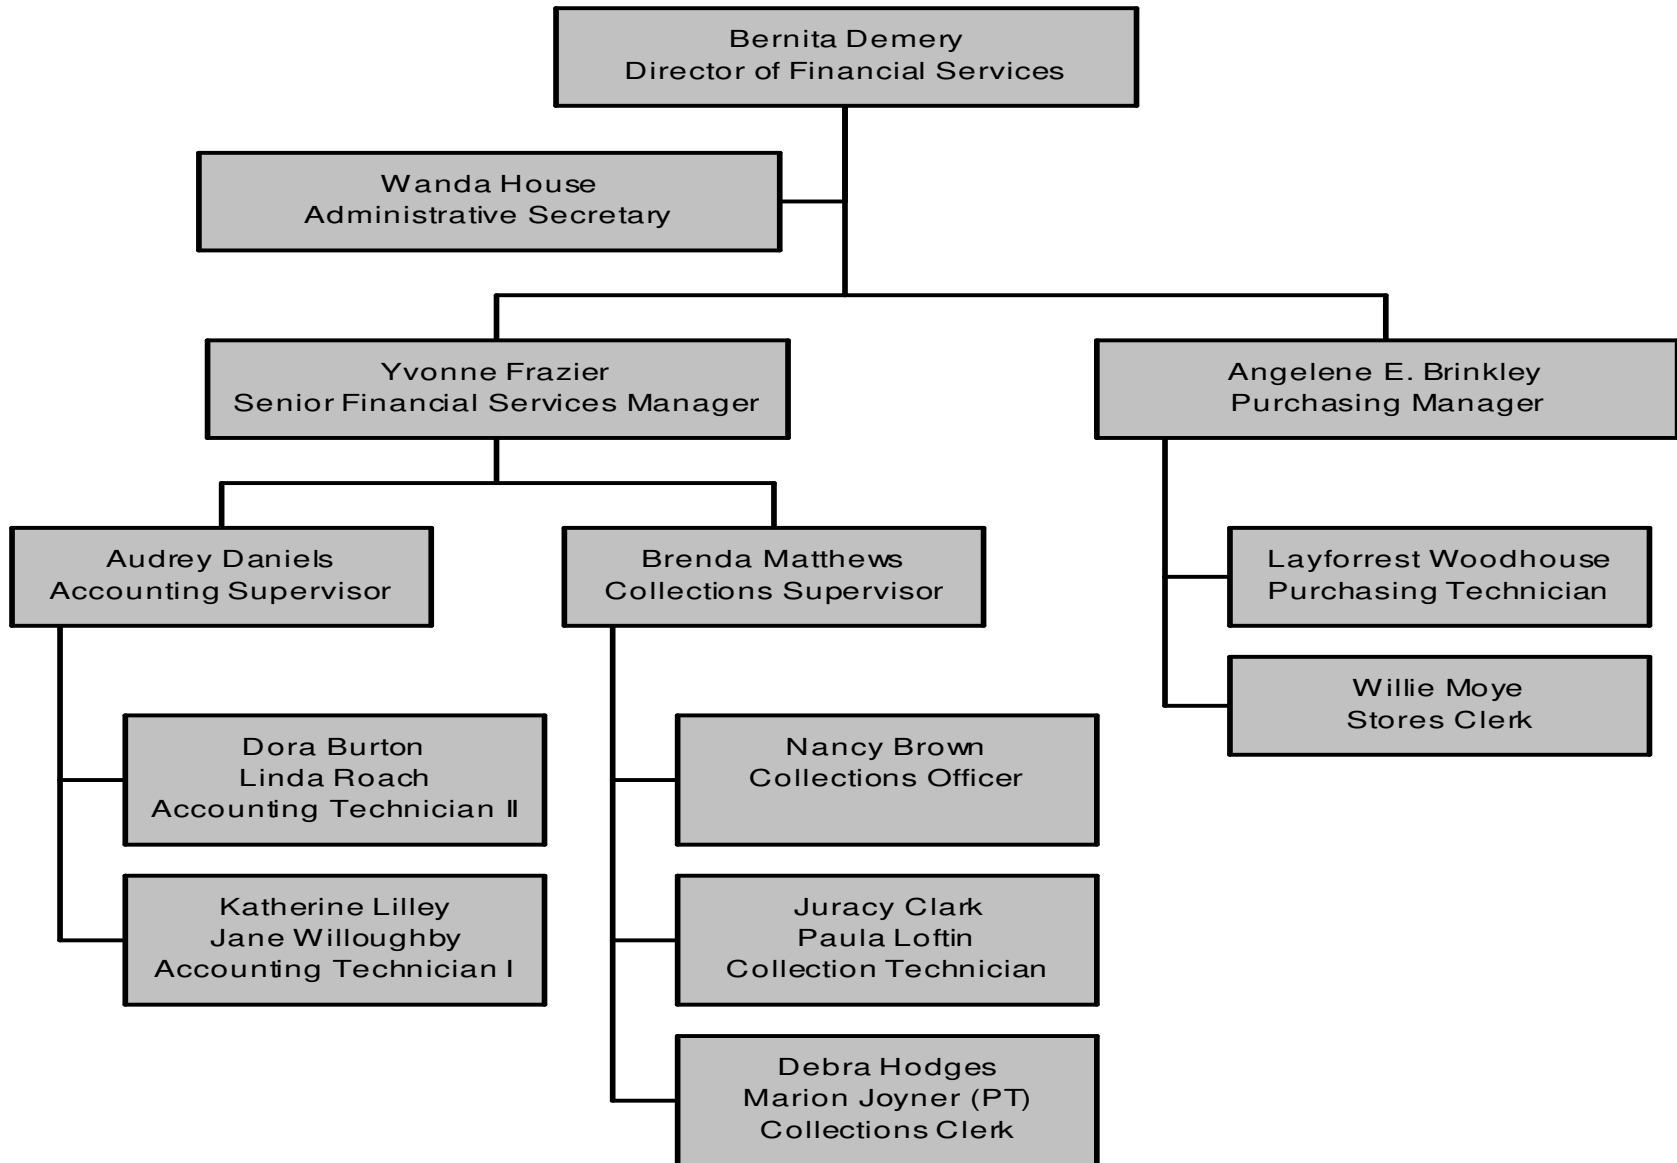 Bernita Demery
Director of Financial Services
Wanda House
Administrative Secretary
Yvonne Frazier
Senior Financial Services Manager
Angelene E. Brinkley
Purchasing Manager
Audrey Daniels
Accounting Supervisor
Brenda Matthews
Collections Supervisor
Layforrest Woodhouse
Purchasing Technician
Willie Moye
Stores Clerk
Dora Burton
Linda Roach
Accounting Technician II
Nancy Brown
Collections Officer
Katherine Lilley
Jane Willoughby
Accounting Technician I
Juracy Clark
Paula Loftin
Collection Technician
Debra Hodges
Marion Joyner (PT)
Collections Clerk